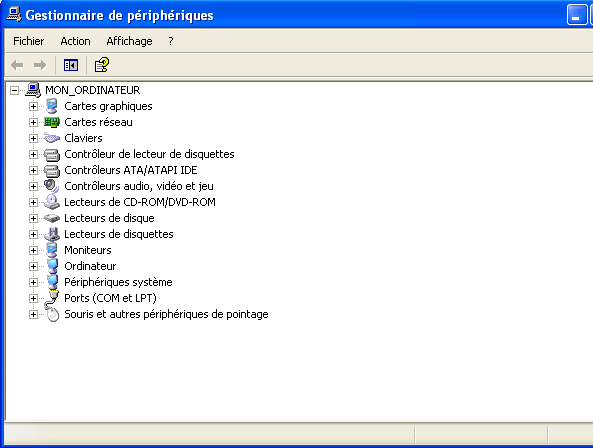 Gestionnaire de périphériques
Fichier Action Affichage ?
MON_ORDINATEUR
Cartes graphiques
Cartes réseau
Claviers
Contrôleur de lecteur de disquettes
Contrôleurs ATA/ATAPI IDE
Contrôleurs audio, vidéo et jeu
Lecteurs de CD-ROM/DVD-ROM
Lecteurs de disque
Lecteurs de disquettes
Moniteurs
Ordinateur
Périphériques système
Ports (COM et LPT)
Souris et autres périphériques de pointage